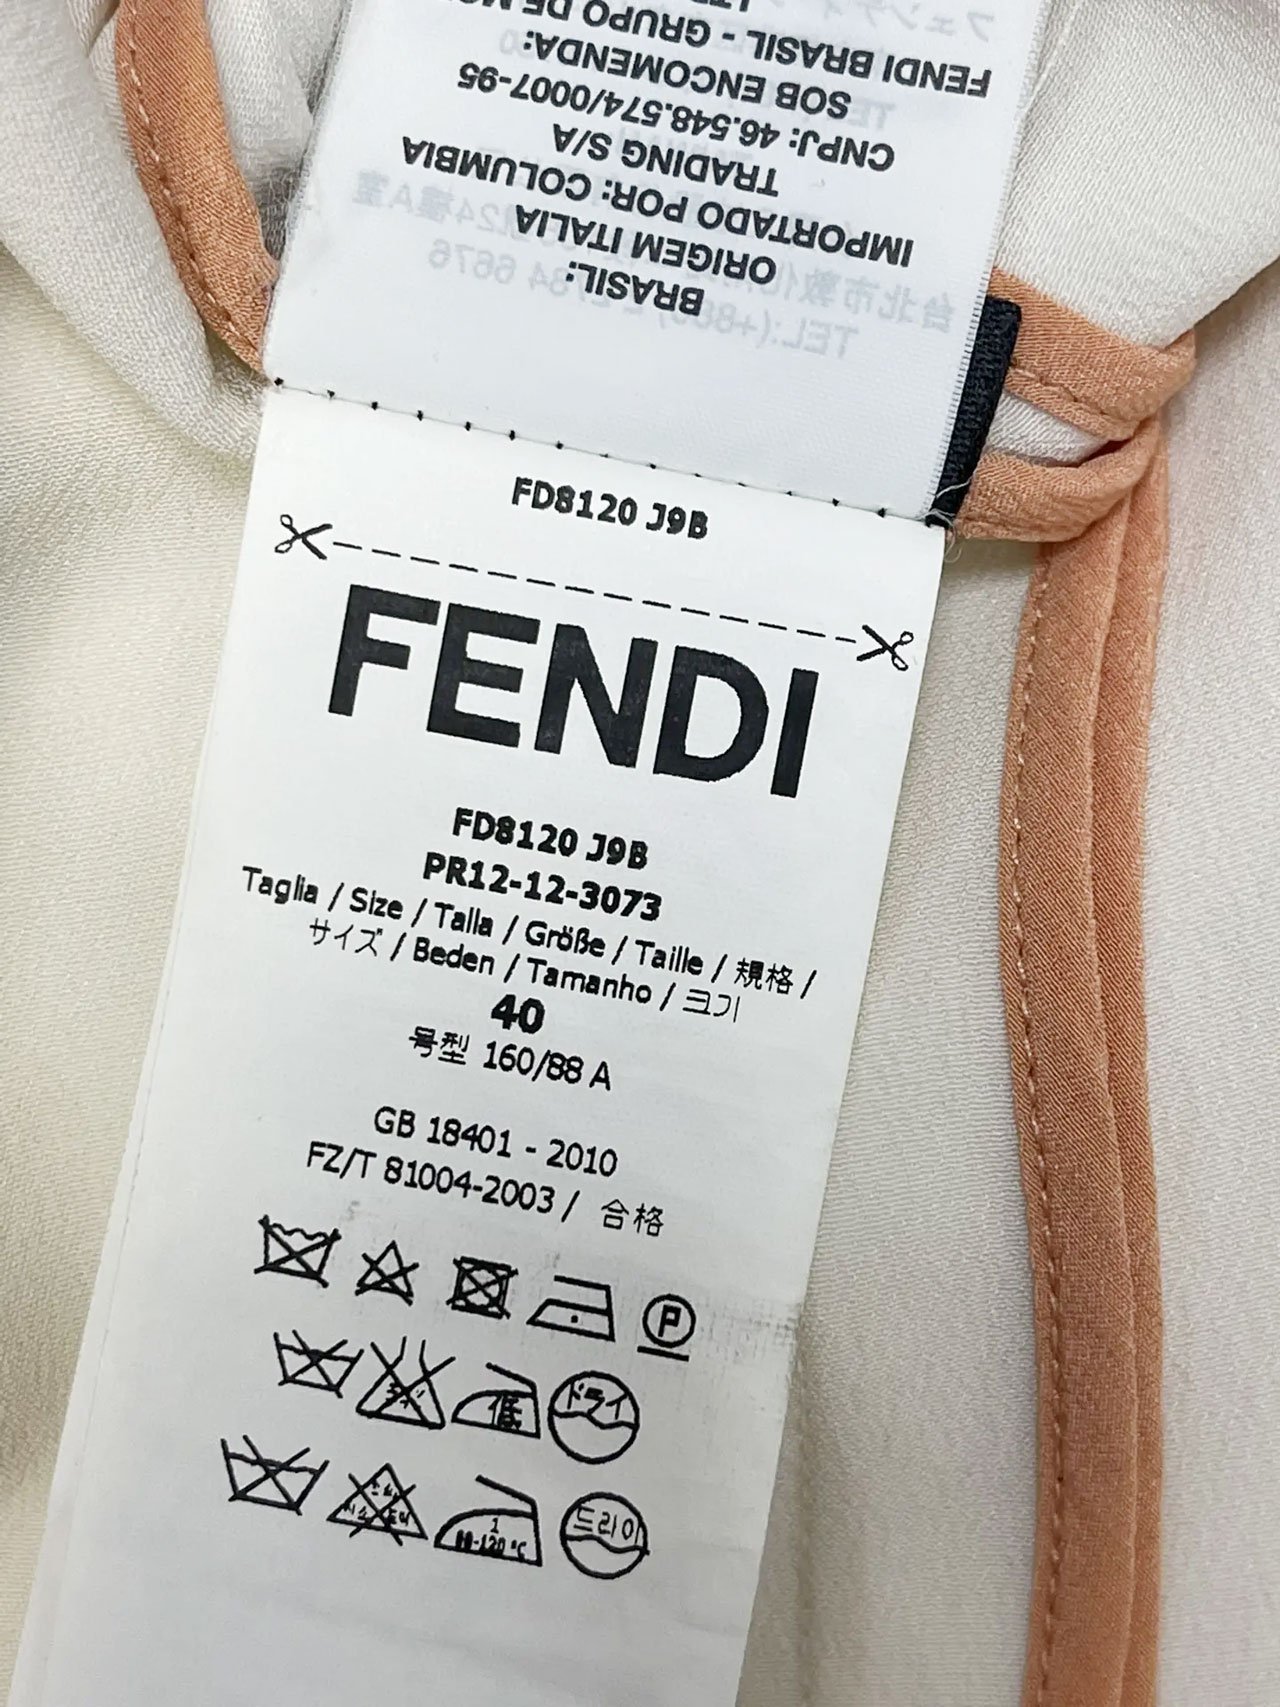 BRASIL:
ORIGEM ITALIA
IMPORTADO POR: COLUMBIA
TRADING S/A
CNPJ: 46.548.574/0007-95
SOB ENCOMENDA:
FENDI BRASIL - GRUPO DE
FD8120 J9B
FENDI
FD8120 J9B
PR12-12-3073
Taglia / Size / Talla / Größe / Taille / 規格 /
サイズ / Beden / Tamanho / 크기
40
号型 160/88 A
GB 18401 - 2010
FZ/T 81004-2003 / 合格
P
低 ドライ
드라이